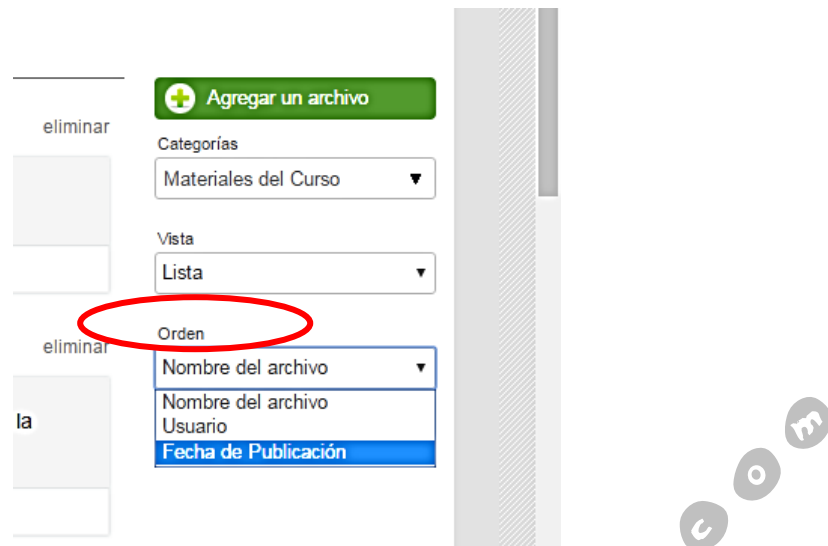 Agregar un archivo
eliminar
Categorías
Materiales del Curso
Vista
Lista
Orden
eliminar
Nombre del archivo
Nombre del archivo
la
Usuario
Fecha de Publicación
com